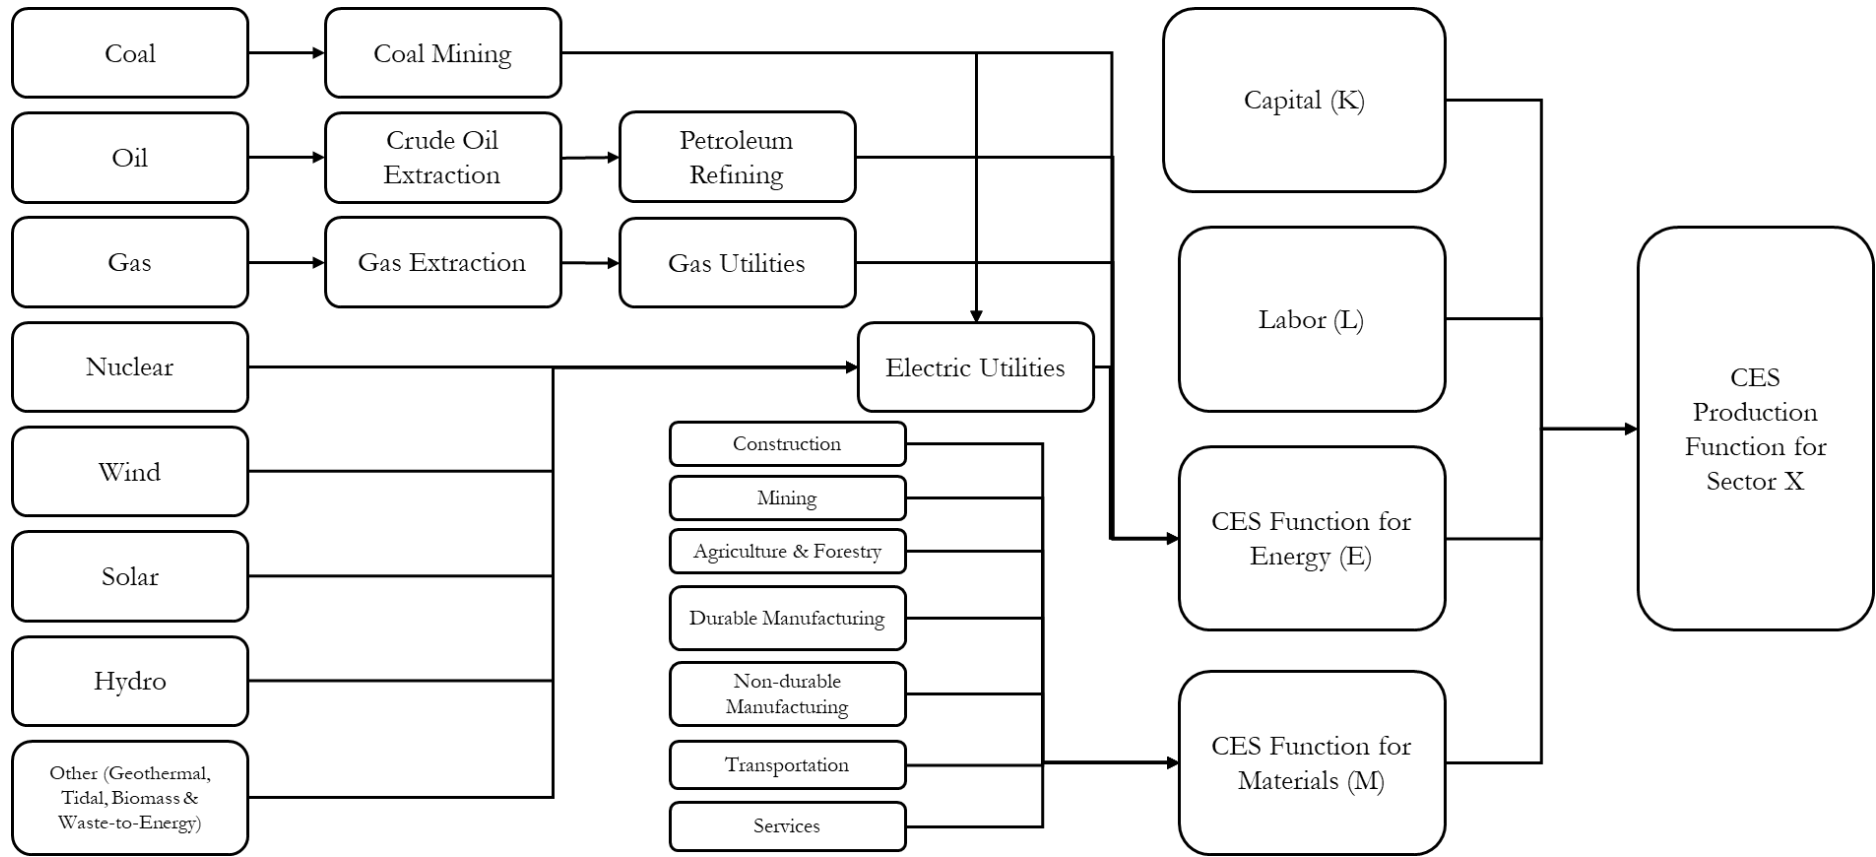 Coal
Coal Mining
Oil
Crude Oil
Extraction
Petroleum
Refining
Gas
Gas Extraction
Gas Utilities
Nuclear
Electric Utilities
Wind
Solar
Hydro
Other (Geothermal,
Tidal, Biomass &
Waste-to-Energy)
Construction
Mining
Agriculture & Forestry
Durable Manufacturing
Non-durable
Manufacturing
Transportation
Services
Capital (K)
Labor (L)
CES Function for
Energy (E)
CES Function for
Materials (M)
CES
Production
Function for
Sector X